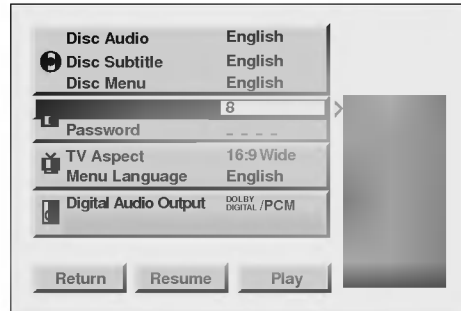 Disc Audio English
Disc Subtitle English
Disc Menu English
8
Password _ _ _ _
TV Aspect 16:9 Wide
Menu Language English
Digital Audio Output DOLBY DIGITAL /PCM
Return Resume Play